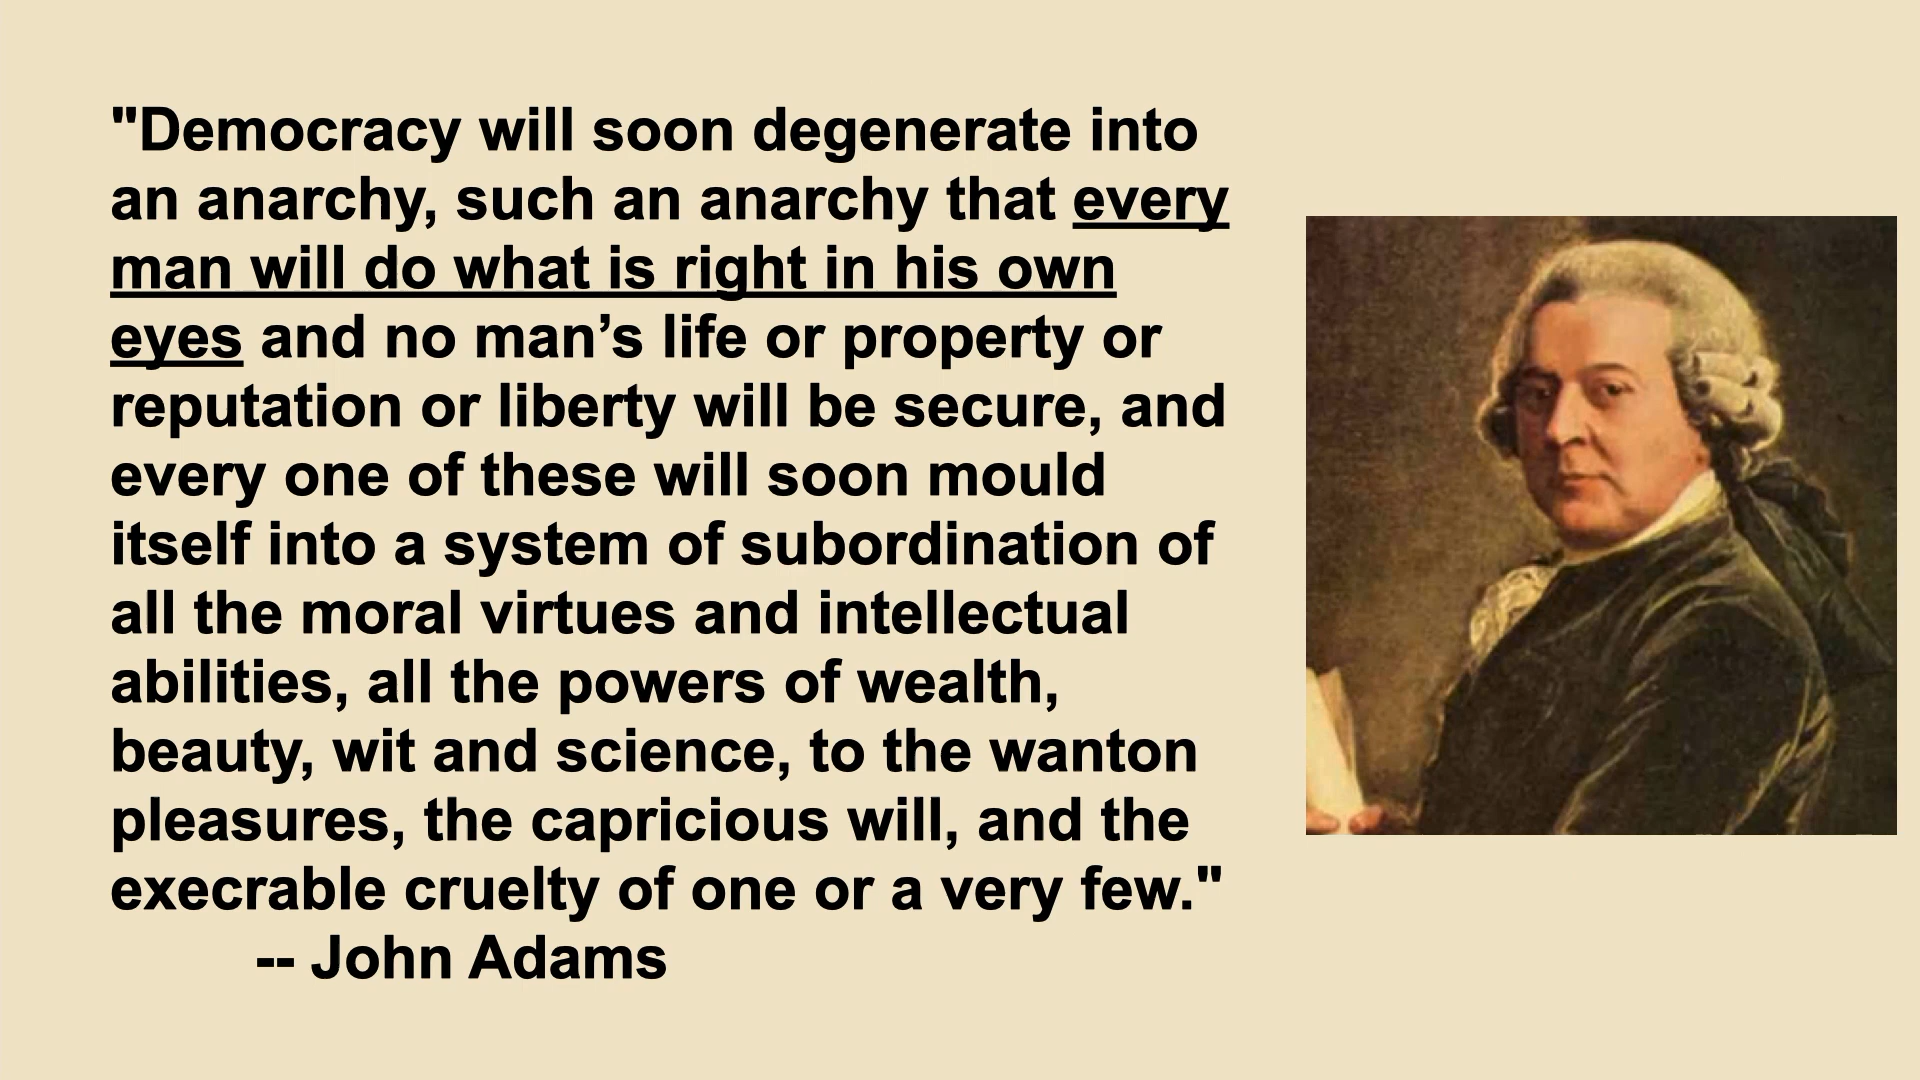 "Democracy will soon degenerate into
an anarchy, such an anarchy that every
man will do what is right in his own
eyes and no man’s life or property or
reputation or liberty will be secure, and
every one of these will soon mould
itself into a system of subordination of
all the moral virtues and intellectual
abilities, all the powers of wealth,
beauty, wit and science, to the wanton
pleasures, the capricious will, and the
execrable cruelty of one or a very few."
-- John Adams